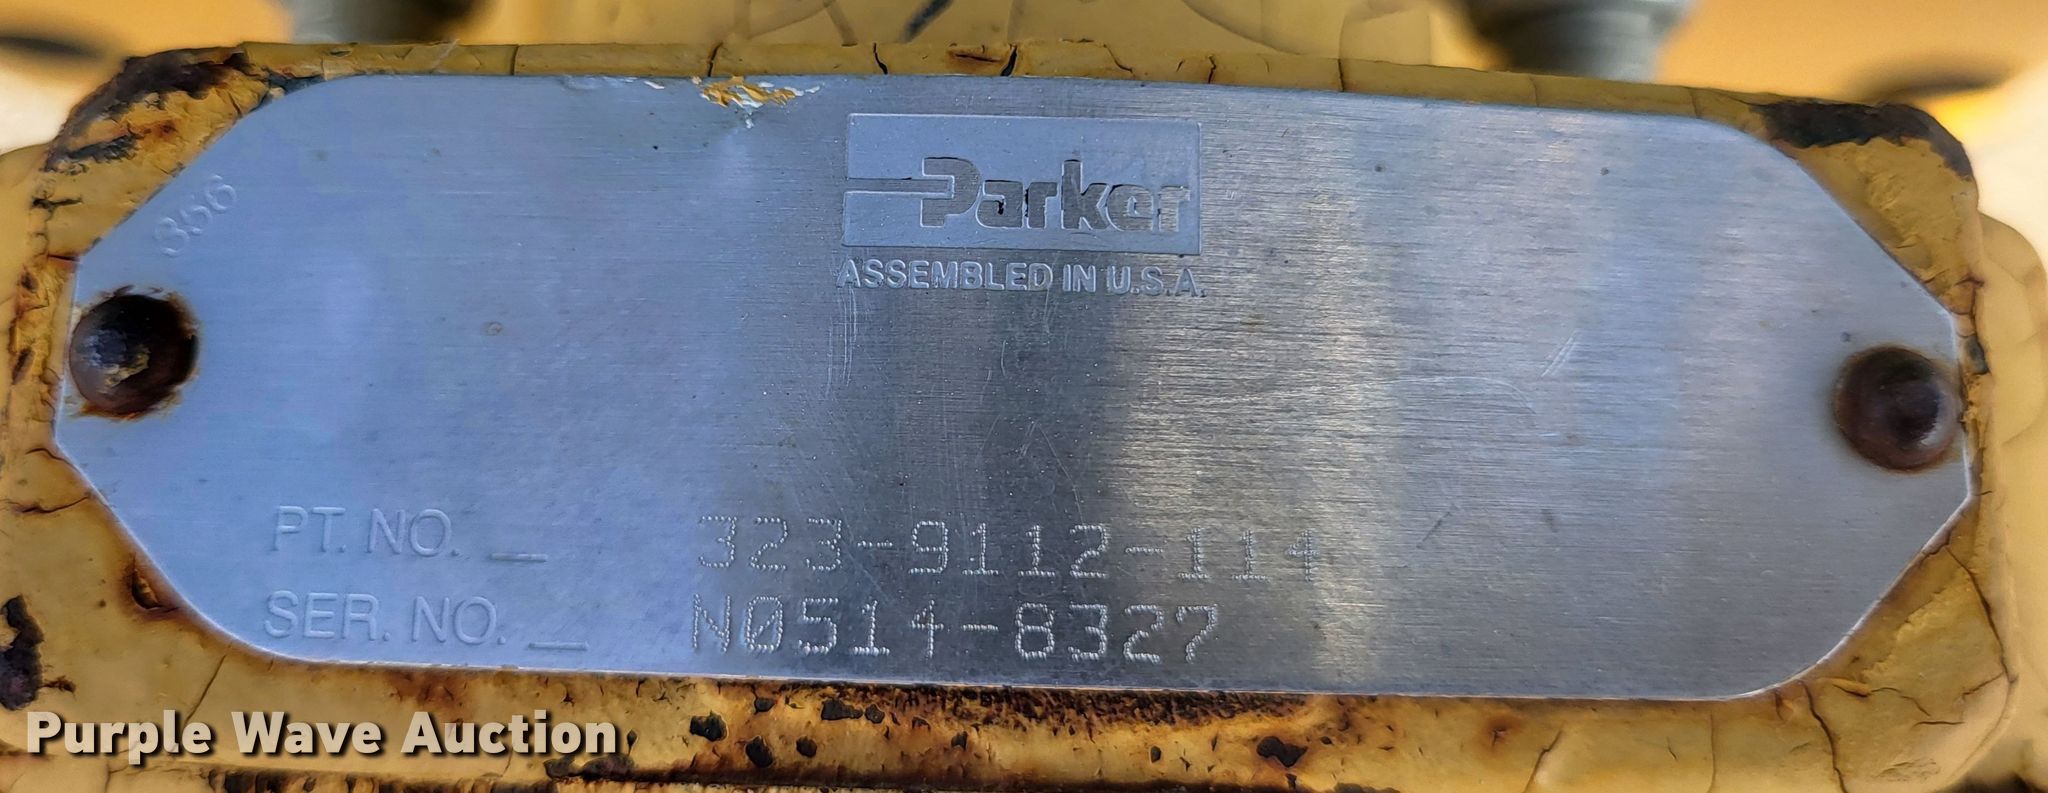 Parker
ASSEMBLED IN U.S.A.
356
PT. NO. _ 323-9112-114
SER. NO. _ N0514-8327
Purple Wave Auction